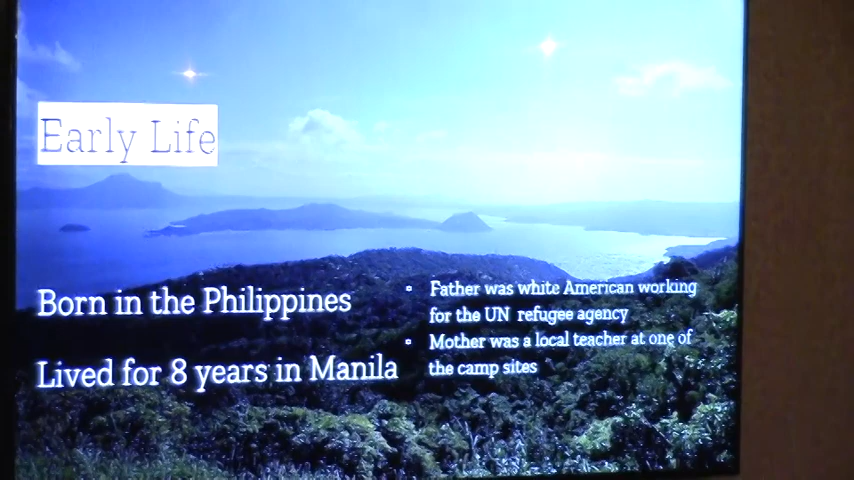 Early Life
Born in the Philippines
Lived for 8 years in Manila
Father was white American working
for the UN refugee agency
Mother was a local teacher at one of
the camp sites